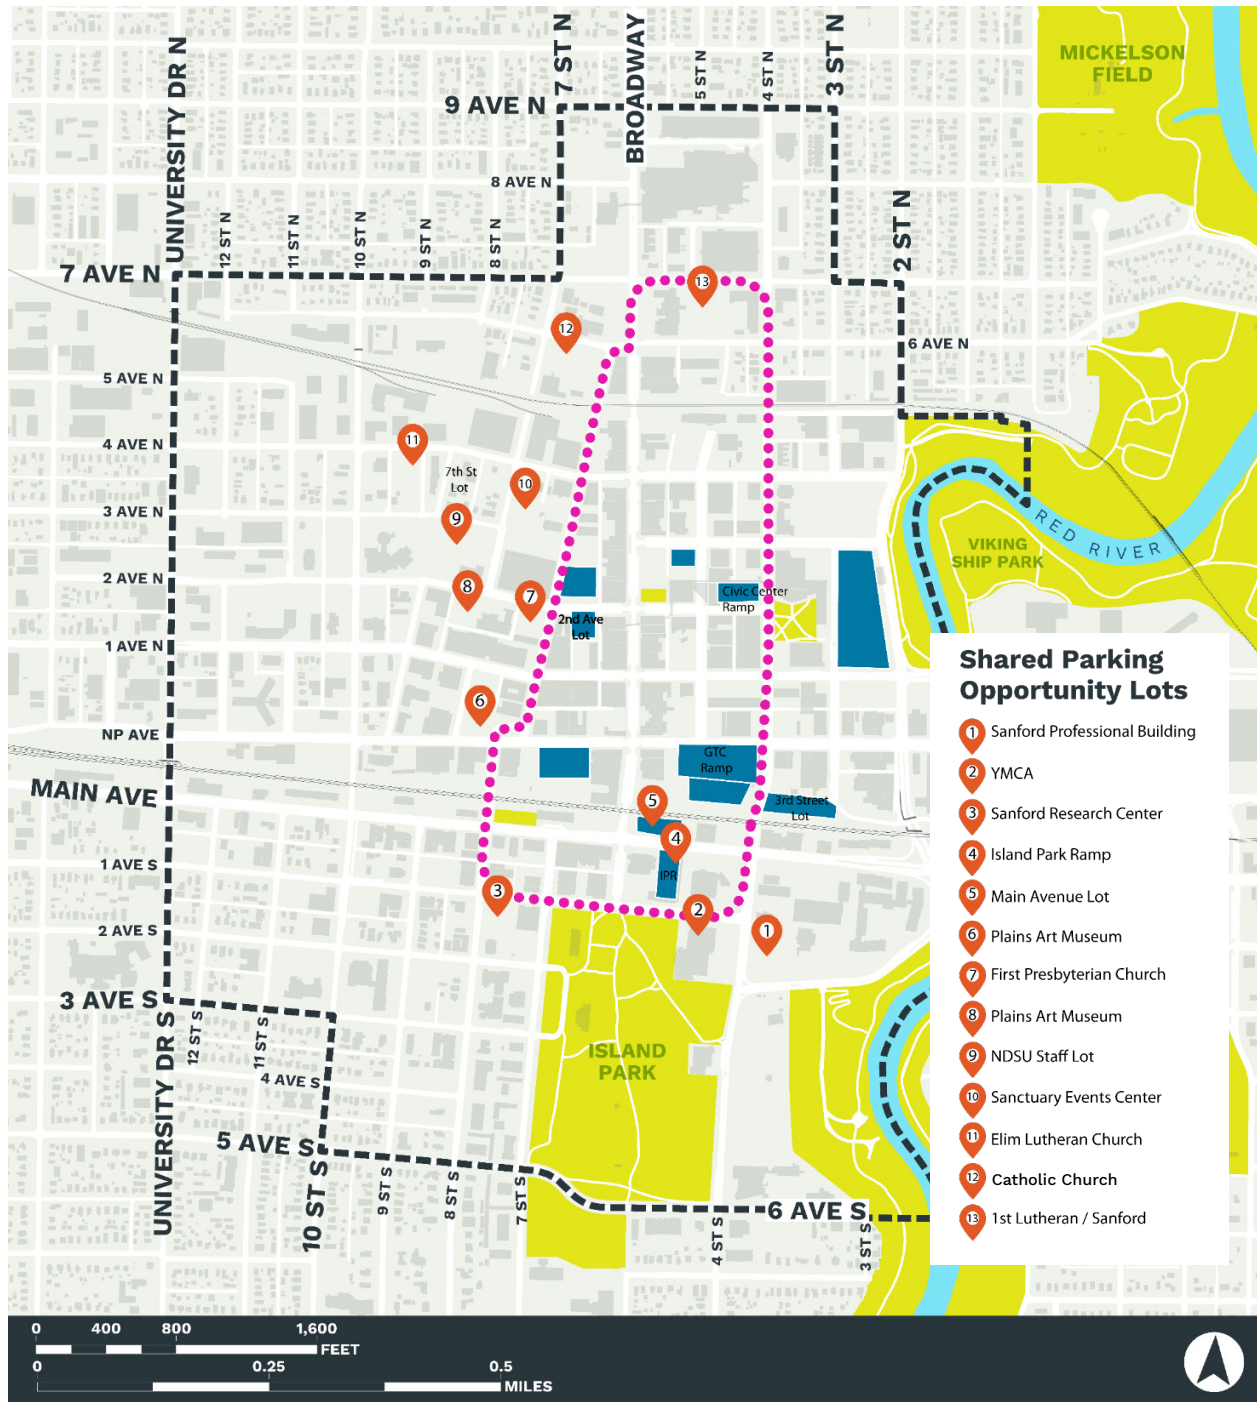 MICKELSON
FIELD
UNIVERSITY DR N
7 ST N
BROADWAY
5 ST N
4 ST N
3 ST N
9 AVE N
8 AVE N
12 ST N
11 ST N
10 ST N
9 ST N
8 ST N
2 ST N
7 AVE N
13
12
6 AVE N
5 AVE N
4 AVE N
11
7th St
Lot
10
3 AVE N
9
RED RIVER
VIKING
SHIP PARK
2 AVE N
8
7
Civic Center
Ramp
2nd Ave
Lot
1 AVE N
6
NP AVE
GTC
Ramp
MAIN AVE
5
3rd Street
Lot
4
1 AVE S
IPR
3
2
1
2 AVE S
3 AVE S
UNIVERSITY DR S
12 ST S
11 ST S
4 AVE S
ISLAND
PARK
5 AVE S
10 ST S
9 ST S
8 ST S
7 ST S
6 AVE S
4 ST S
3 ST S
Shared Parking
Opportunity Lots
1 Sanford Professional Building
2 YMCA
3 Sanford Research Center
4 Island Park Ramp
5 Main Avenue Lot
6 Plains Art Museum
7 First Presbyterian Church
8 Plains Art Museum
9 NDSU Staff Lot
10 Sanctuary Events Center
11 Elim Lutheran Church
12 Catholic Church
13 1st Lutheran / Sanford
0 400 800 1,600
FEET
0 0.25 0.5
MILES